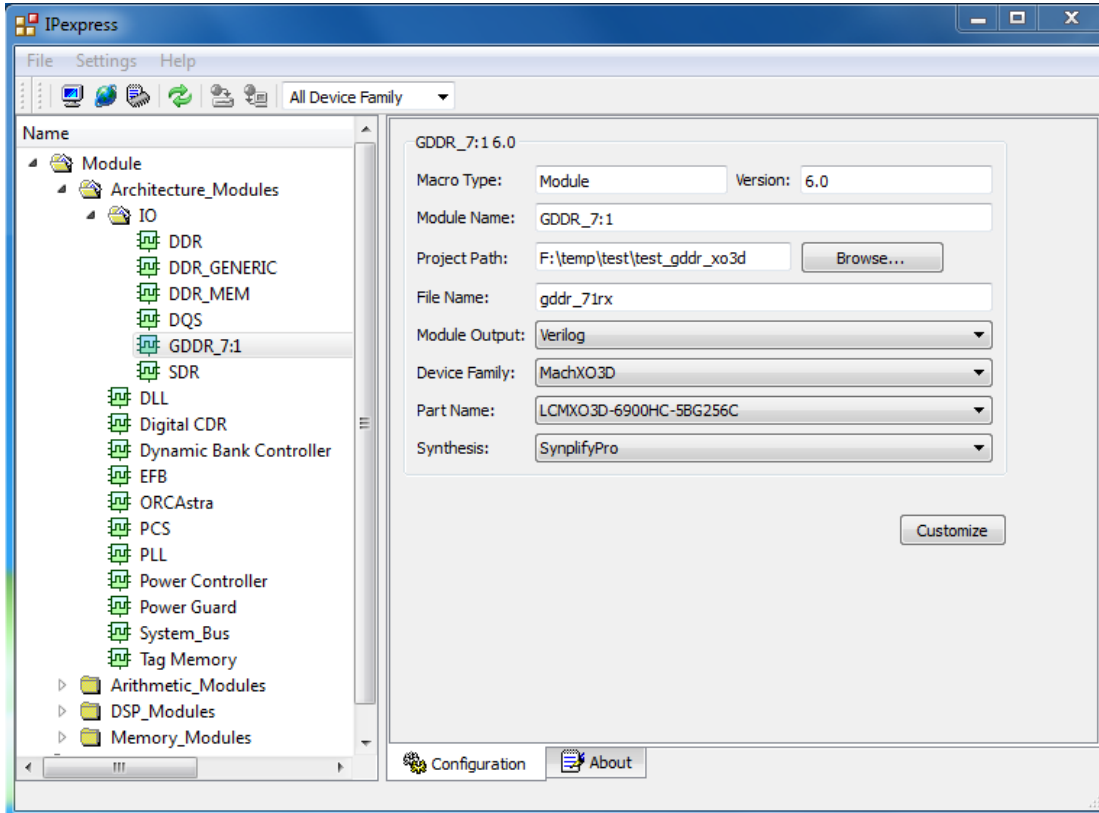 IPexpress
File Settings Help
All Device Family
Name
Module
Architecture_Modules
IO
DDR
DDR_GENERIC
DDR_MEM
DQS
GDDR_7:1
SDR
DLL
Digital CDR
Dynamic Bank Controller
EFB
ORCAstra
PCS
PLL
Power Controller
Power Guard
System_Bus
Tag Memory
Arithmetic_Modules
DSP_Modules
Memory_Modules
GDDR_7:1 6.0
Macro Type: Module Version: 6.0
Module Name: GDDR_7:1
Project Path: F:\temp\test\test_gddr_xo3d Browse...
File Name: gddr_71rx
Module Output: Verilog
Device Family: MachXO3D
Part Name: LCMXO3D-6900HC-5BG256C
Synthesis: SynplifyPro
Customize
Configuration About